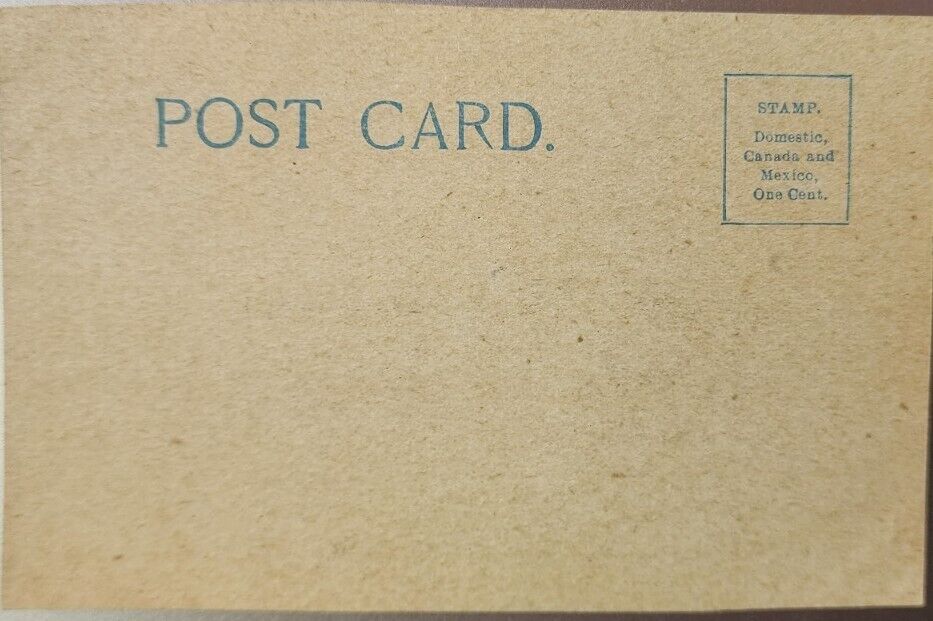 POST CARD.
STAMP.
Domestic,
Canada and
Mexico,
One Cent.